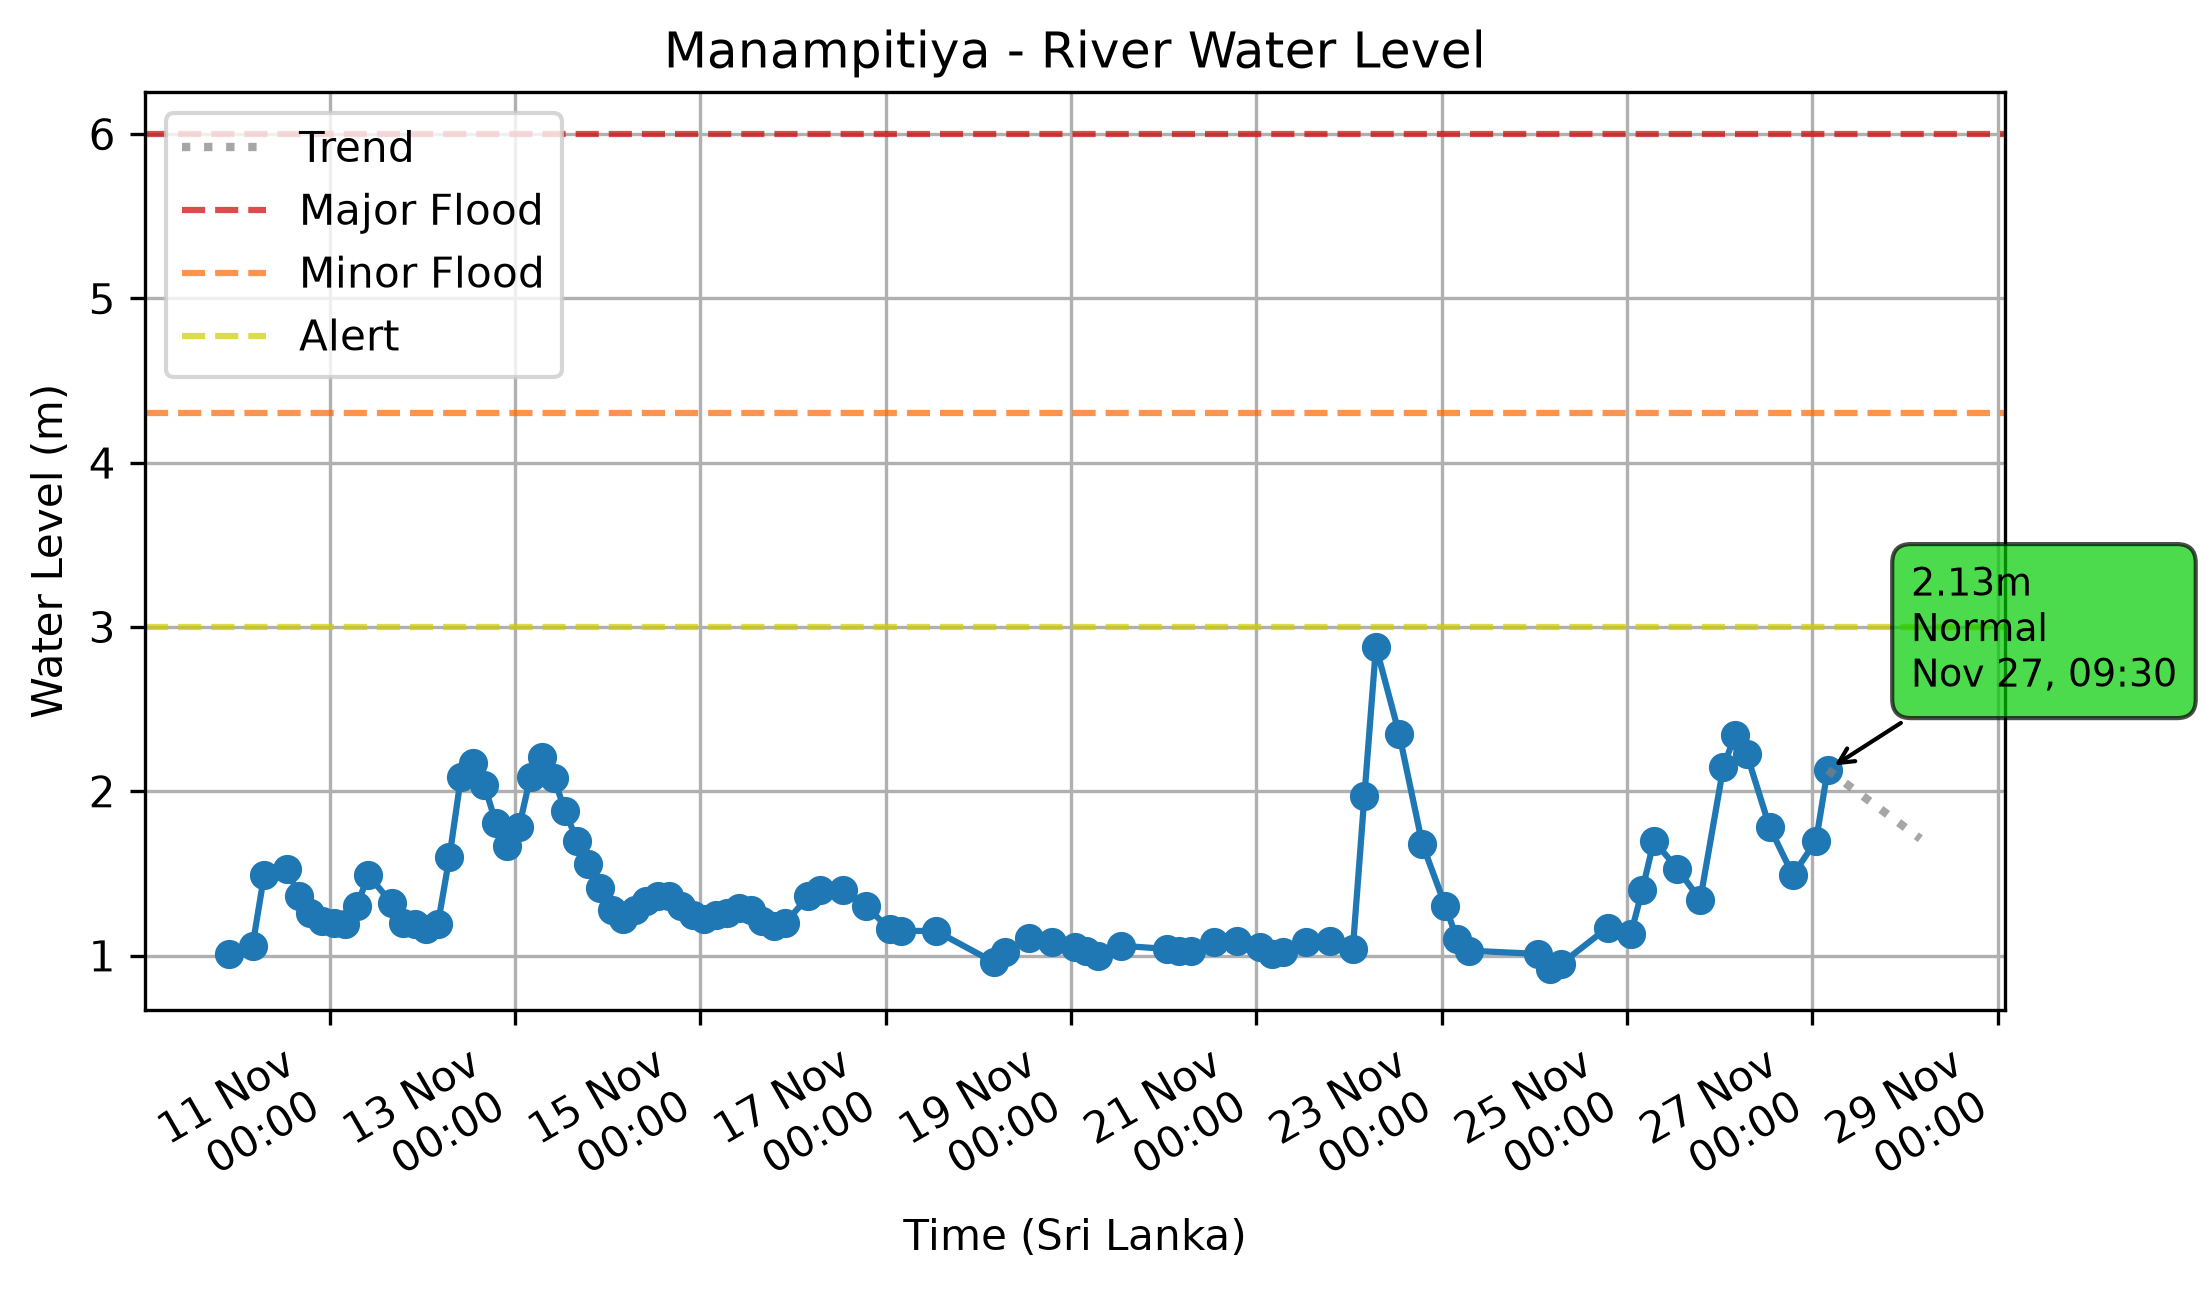 Manampitiya - River Water Level
Trend
Major Flood
Minor Flood
Alert
6
5
4
3
2
1
Water Level (m)
2.13m
Normal
Nov 27, 09:30
11 Nov
00:00
13 Nov
00:00
15 Nov
00:00
17 Nov
00:00
19 Nov
00:00
21 Nov
00:00
23 Nov
00:00
25 Nov
00:00
27 Nov
00:00
29 Nov
00:00
Time (Sri Lanka)